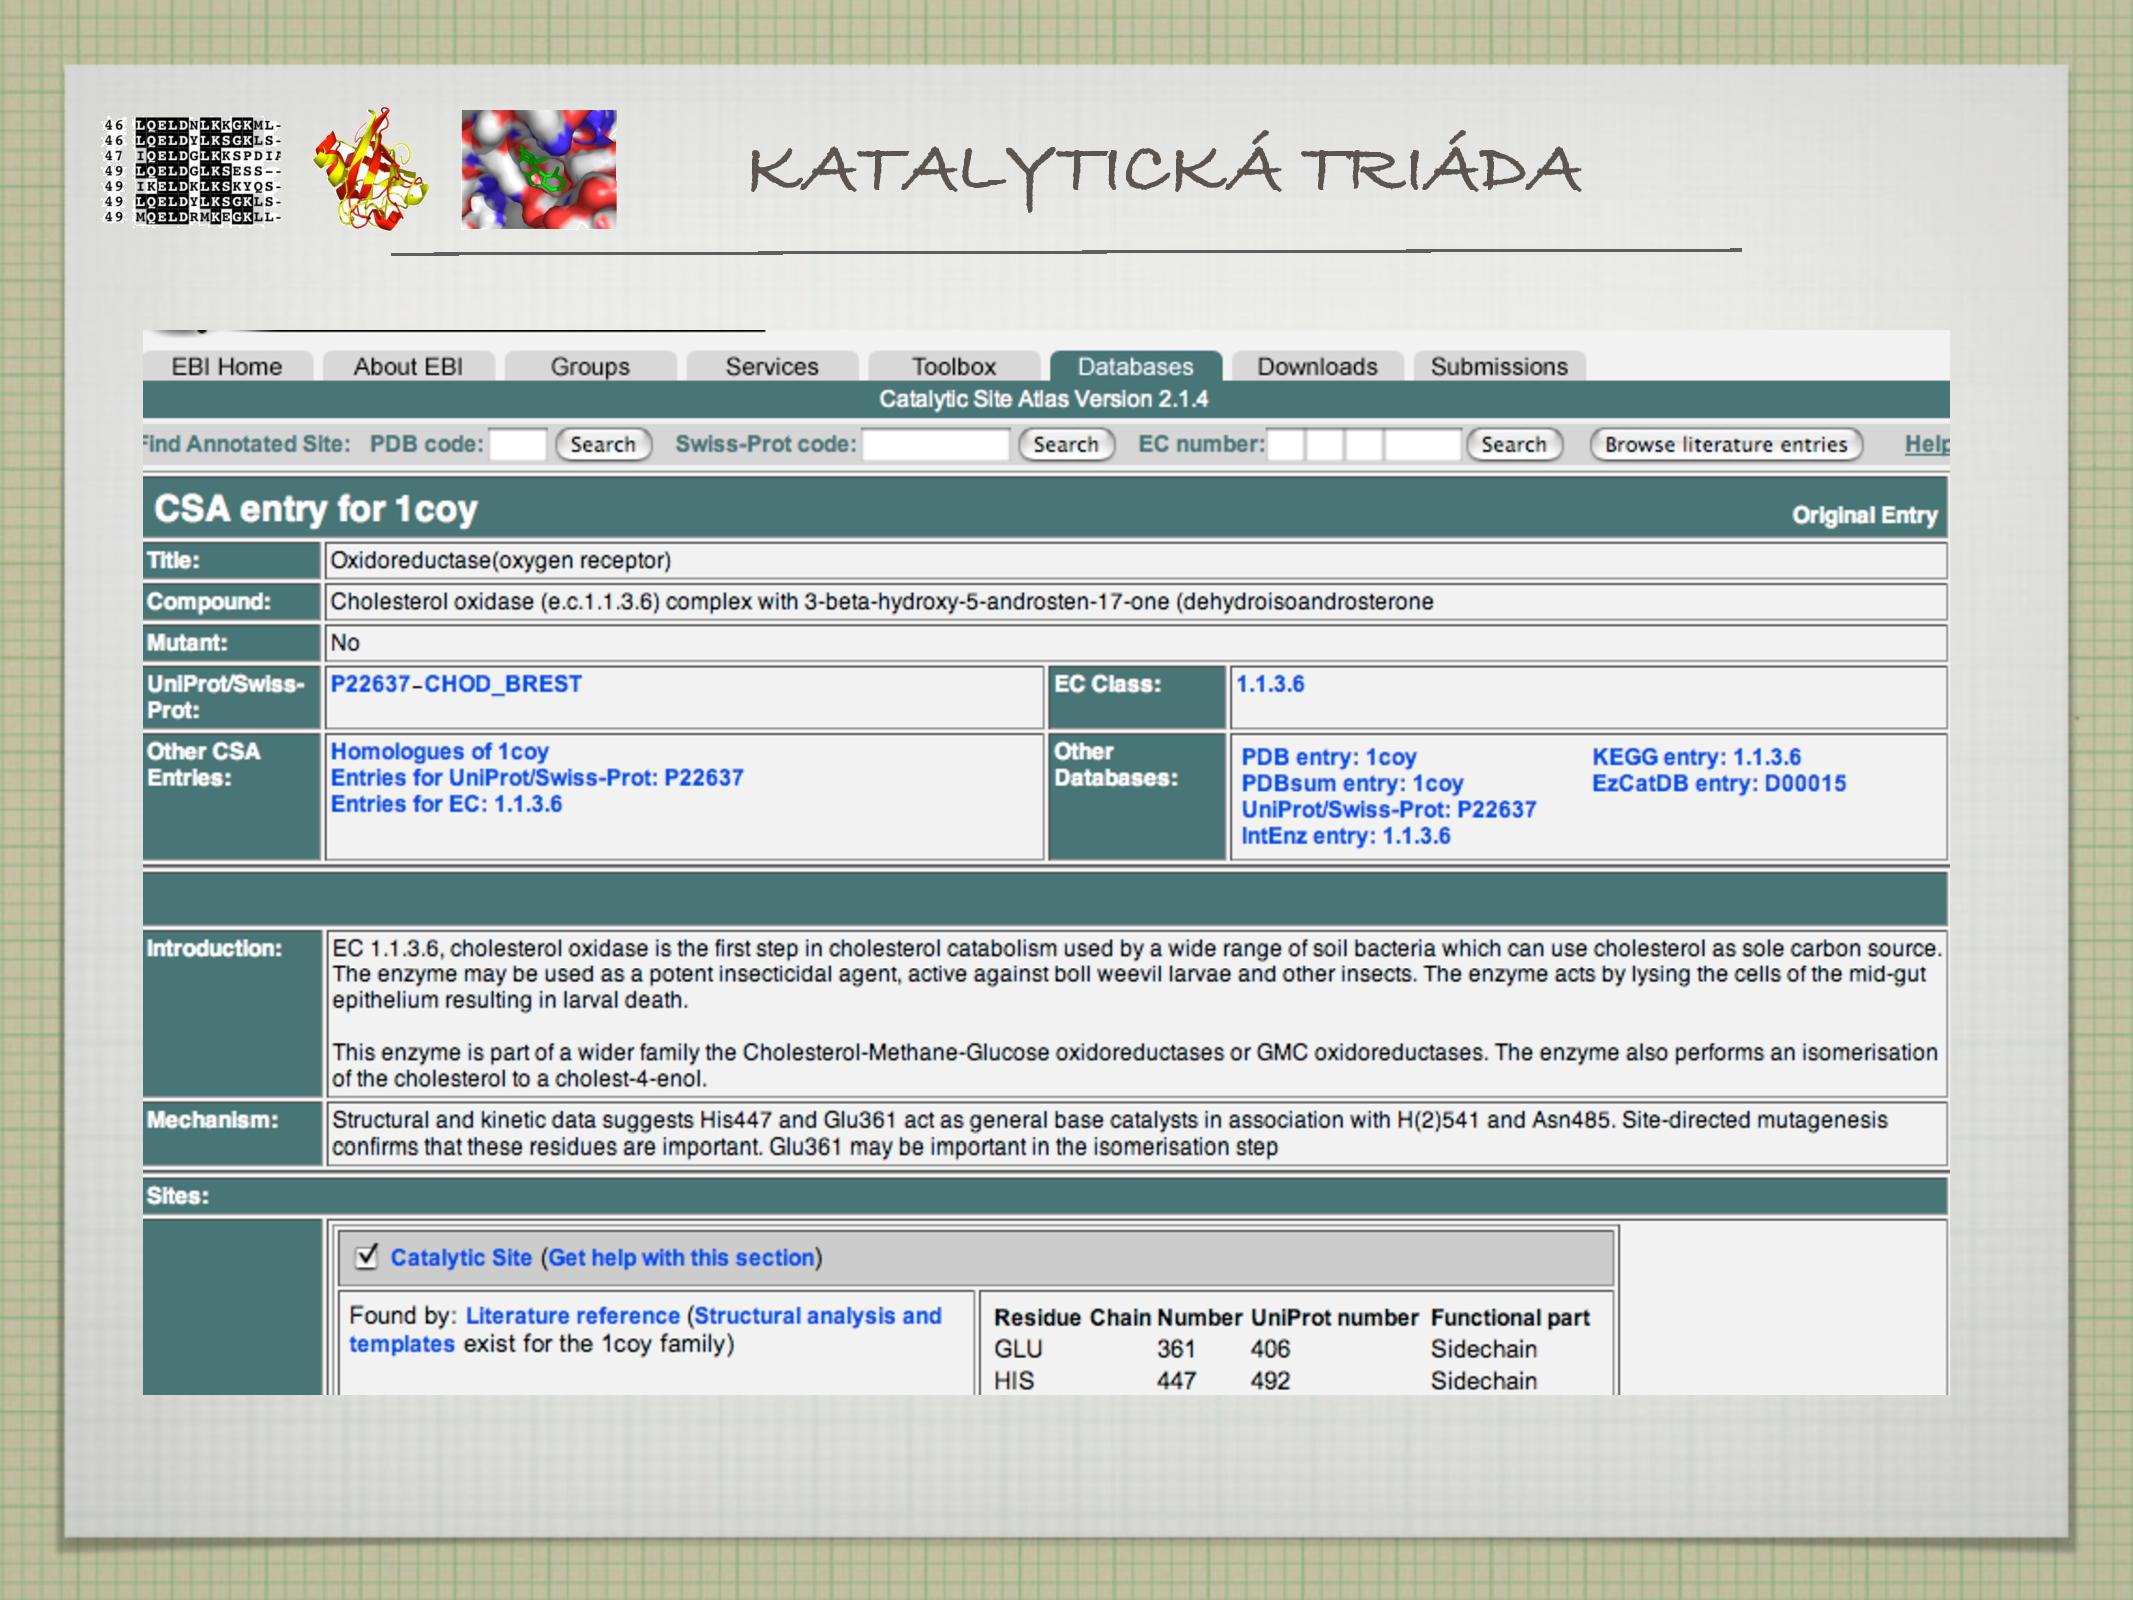 46 LQELDNLKKGKML-
46 LQELDYLKSGKLS-
47 IQELDGLKKSPDIA
49 LQELDGLKSESS--
49 IKELDKLKSKYQS-
49 LQELDYLKSGKLS-
49 MQELDRMKEGKLL-
KATALYTICKÁ TRIÁDA
EBI Home About EBI Groups Services Toolbox Databases Downloads Submissions
Catalytic Site Atlas Version 2.1.4
Find Annotated Site: PDB code: Search Swiss-Prot code: Search EC number: Search Browse literature entries Help
CSA entry for 1coy Original Entry
Title: Oxidoreductase(oxygen receptor)
Compound: Cholesterol oxidase (e.c.1.1.3.6) complex with 3-beta-hydroxy-5-androsten-17-one (dehydroisoandrosterone
Mutant: No
UniProt/Swiss-Prot: P22637-CHOD_BREST EC Class: 1.1.3.6
Other CSA Entries:
Homologues of 1coy
Entries for UniProt/Swiss-Prot: P22637
Entries for EC: 1.1.3.6
Other Databases:
PDB entry: 1coy KEGG entry: 1.1.3.6
PDBsum entry: 1coy EzCatDB entry: D00015
UniProt/Swiss-Prot: P22637
IntEnz entry: 1.1.3.6
Introduction: EC 1.1.3.6, cholesterol oxidase is the first step in cholesterol catabolism used by a wide range of soil bacteria which can use cholesterol as sole carbon source.
The enzyme may be used as a potent insecticidal agent, active against boll weevil larvae and other insects. The enzyme acts by lysing the cells of the mid-gut
epithelium resulting in larval death.
This enzyme is part of a wider family the Cholesterol-Methane-Glucose oxidoreductases or GMC oxidoreductases. The enzyme also performs an isomerisation
of the cholesterol to a cholest-4-enol.
Mechanism: Structural and kinetic data suggests His447 and Glu361 act as general base catalysts in association with H(2)541 and Asn485. Site-directed mutagenesis
confirms that these residues are important. Glu361 may be important in the isomerisation step
Sites:
Catalytic Site (Get help with this section)
Found by: Literature reference (Structural analysis and
templates exist for the 1coy family)
Residue Chain Number UniProt number Functional part
GLU 361 406 Sidechain
HIS 447 492 Sidechain